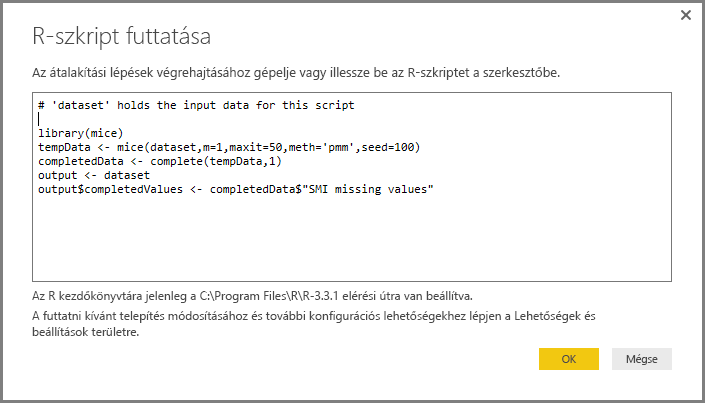 R-szkript futtatása
Az átalakítási lépések végrehajtásához gépelje vagy illessze be az R-szkriptet a szerkesztőbe.
# 'dataset' holds the input data for this script
library(mice)
tempData <- mice(dataset,m=1,maxit=50,meth='pmm',seed=100)
completedData <- complete(tempData,1)
output <- dataset
output$completedValues <- completedData$"SMI missing values"
Az R kezdőkönyvtára jelenleg a C:\Program Files\R\R-3.3.1 elérési útra van beállítva.
A futtatni kívánt telepítés módosításához és további konfigurációs lehetőségekhez lépjen a Lehetőségek és
beállítások területre.
OK
Mégse